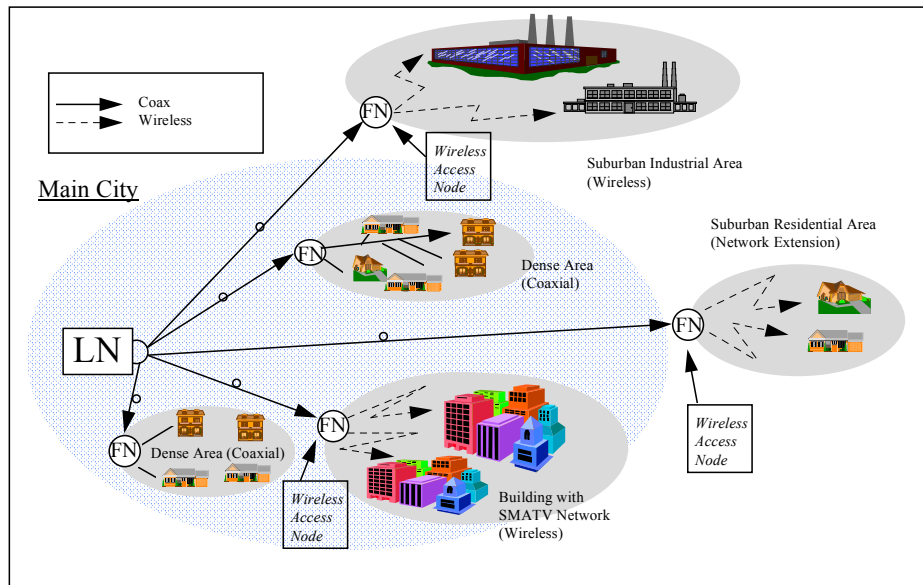 Coax
Wireless
FN
Wireless
Access
Node
Suburban Industrial Area
(Wireless)
Main City
Suburban Residential Area
(Network Extension)
FN
Dense Area
(Coaxial)
LN
FN
FN
Dense Area (Coaxial)
FN
Wireless
Access
Node
Wireless
Access
Node
Building with
SMATV Network
(Wireless)